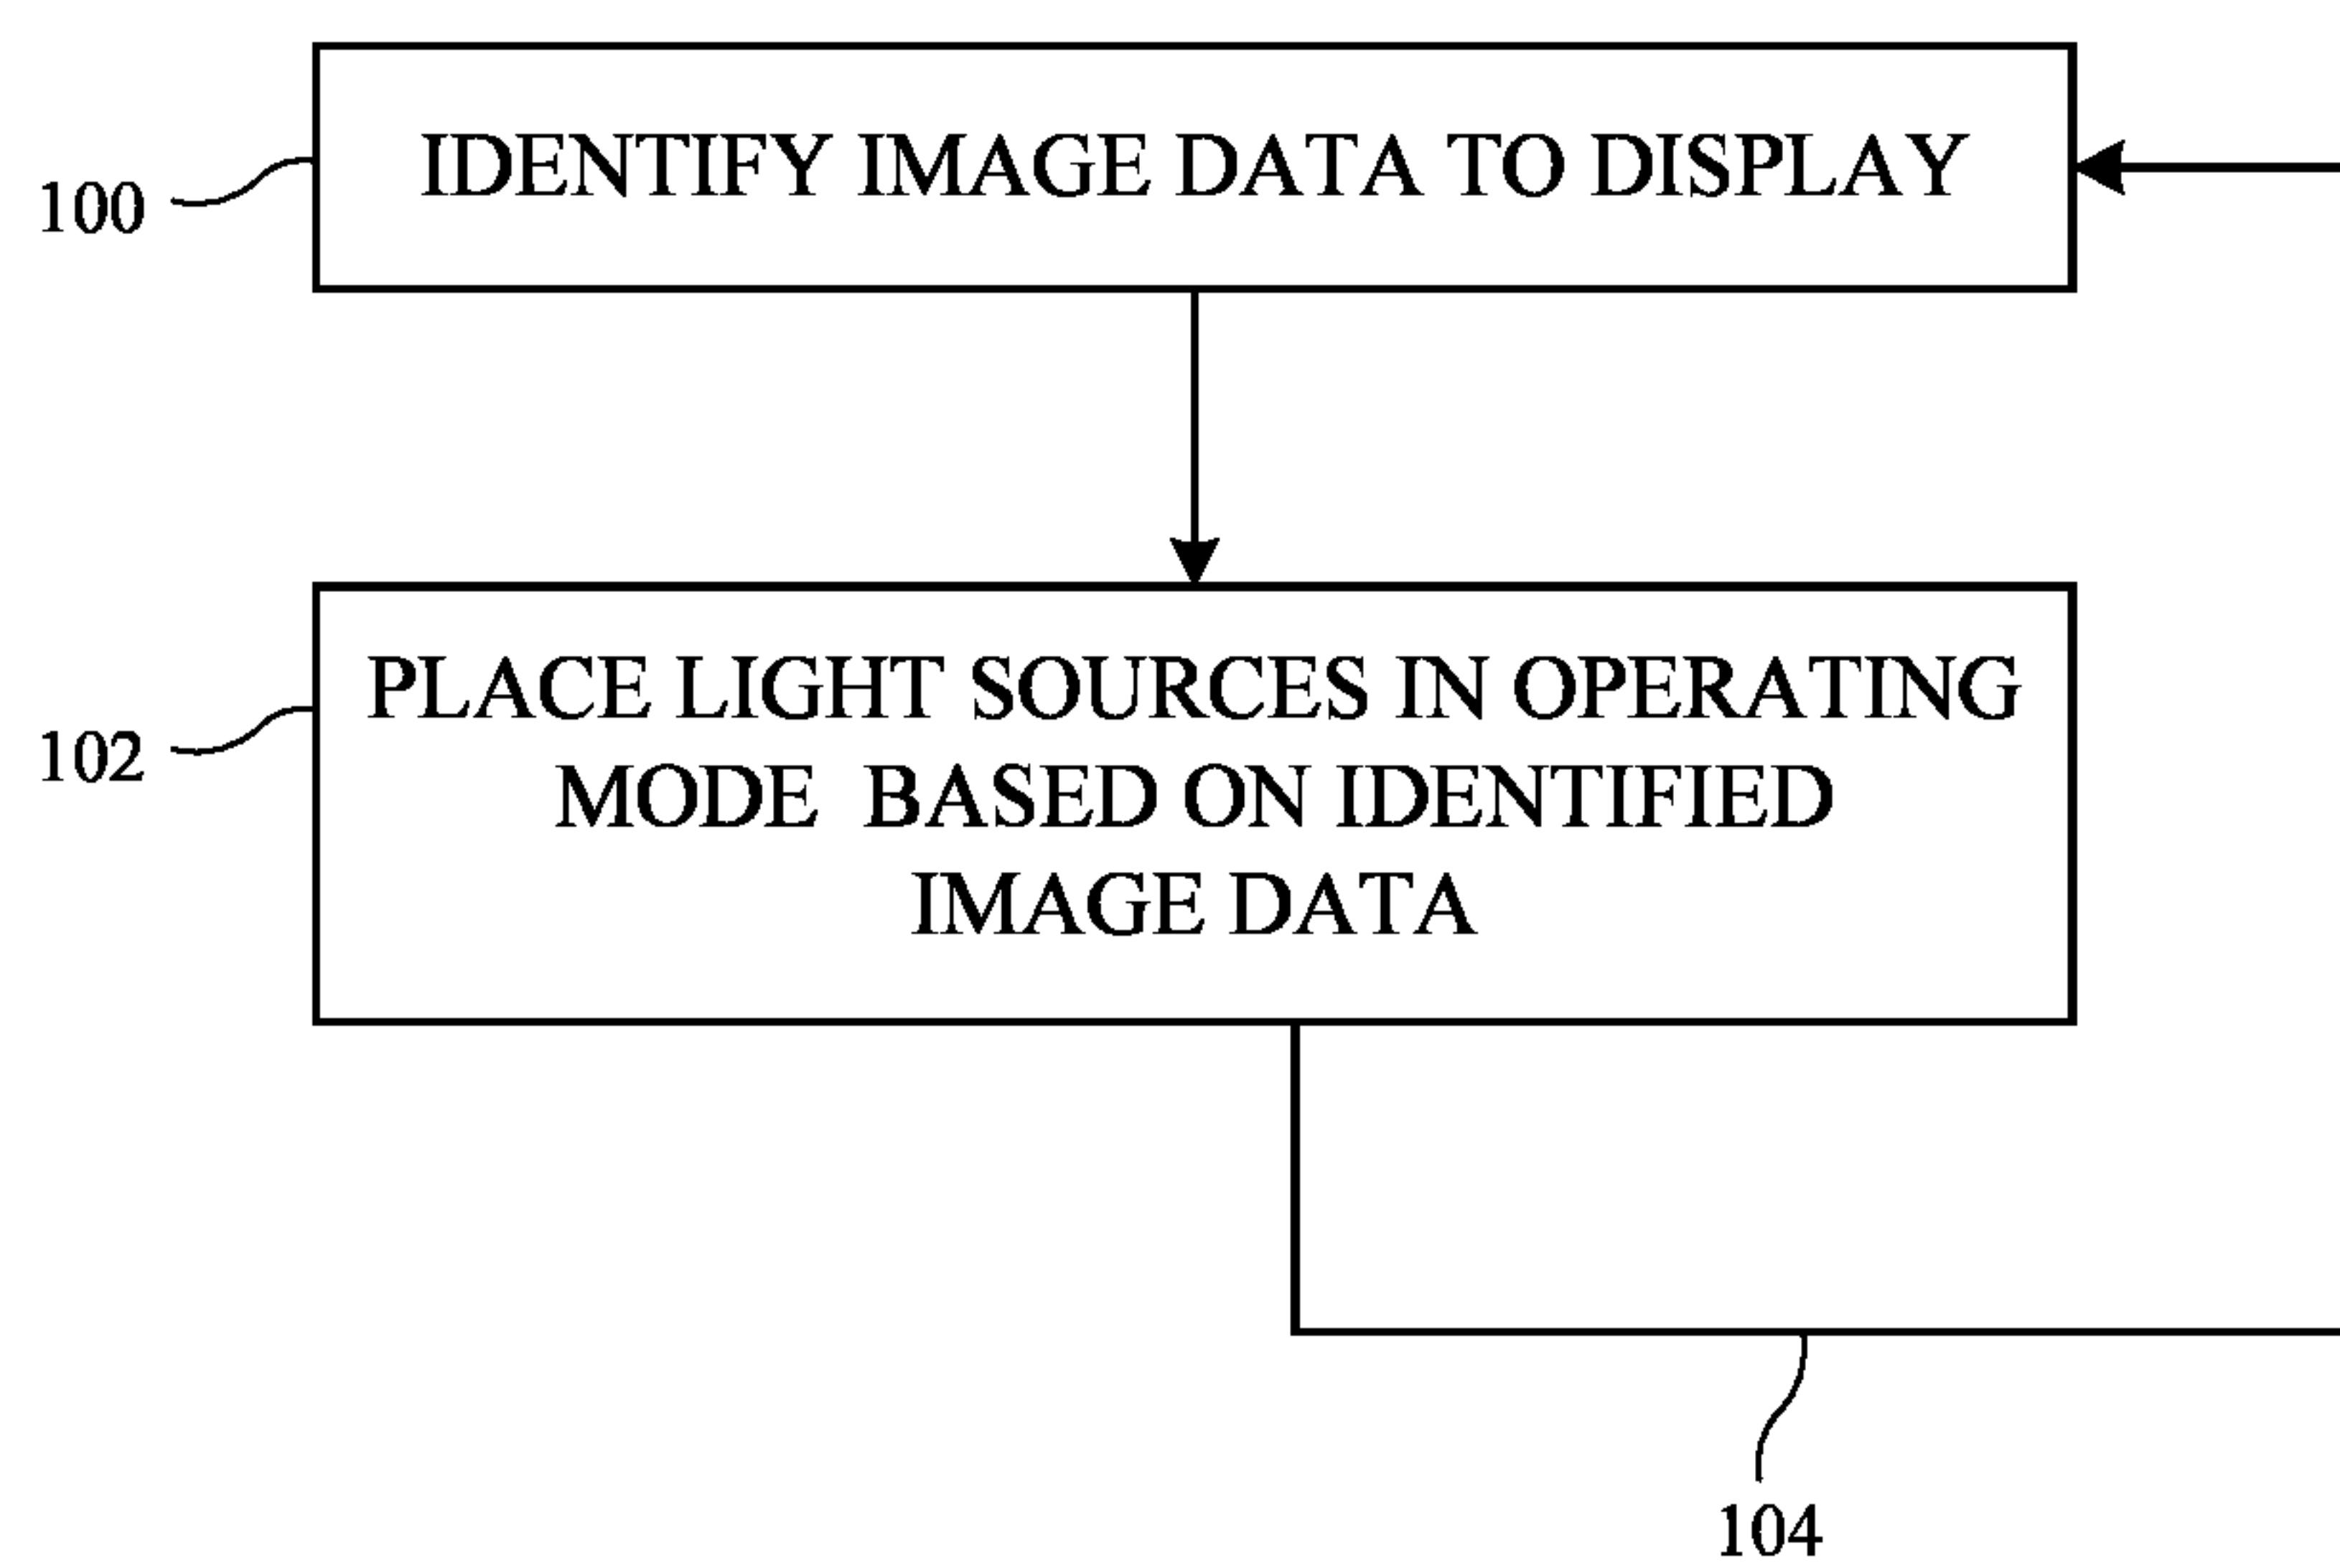 IDENTIFY IMAGE DATA TO DISPLAY
100
PLACE LIGHT SOURCES IN OPERATING
MODE BASED ON IDENTIFIED
IMAGE DATA
102
104